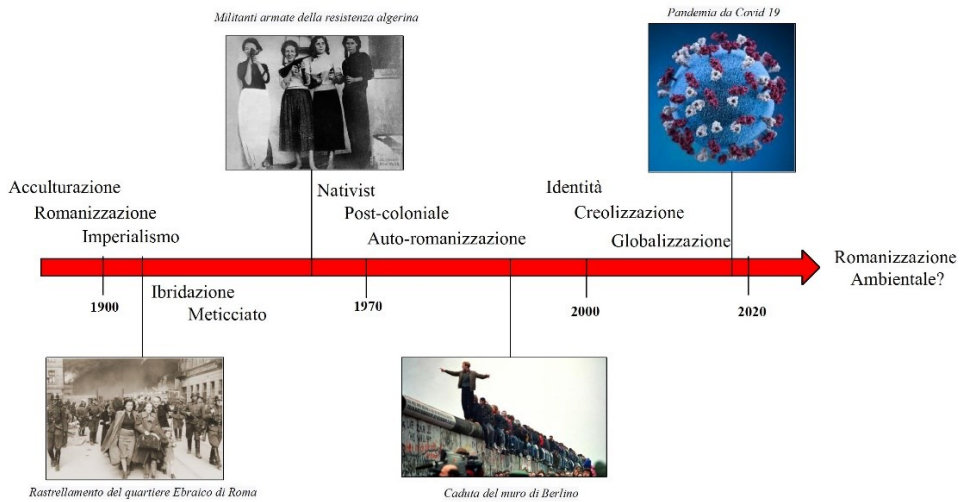 Militanti armate della resistenza algerina
Pandemia da Covid 19
Acculturazione
Romanizzazione
Imperialismo
Nativist
Post-coloniale
Auto-romanizzazione
Identità
Creolizzazione
Globalizzazione
Romanizzazione
Ambientale?
Ibridazione
Meticciato
1900
1970
2000
2020
Rastrellamento del quartiere Ebraico di Roma
Caduta del muro di Berlino